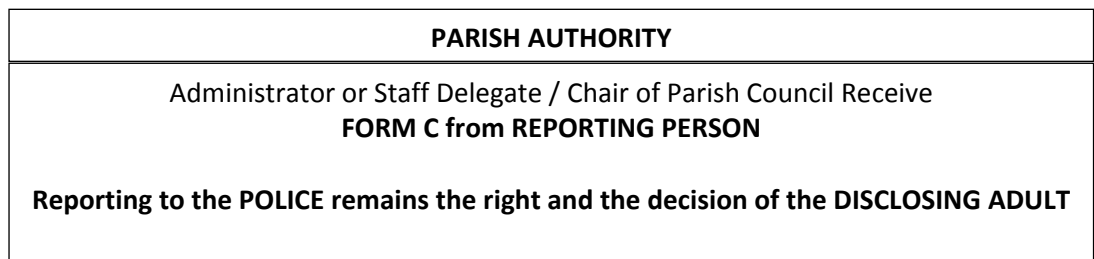 PARISH AUTHORITY
Administrator or Staff Delegate / Chair of Parish Council Receive
FORM C from REPORTING PERSON
Reporting to the POLICE remains the right and the decision of the DISCLOSING ADULT